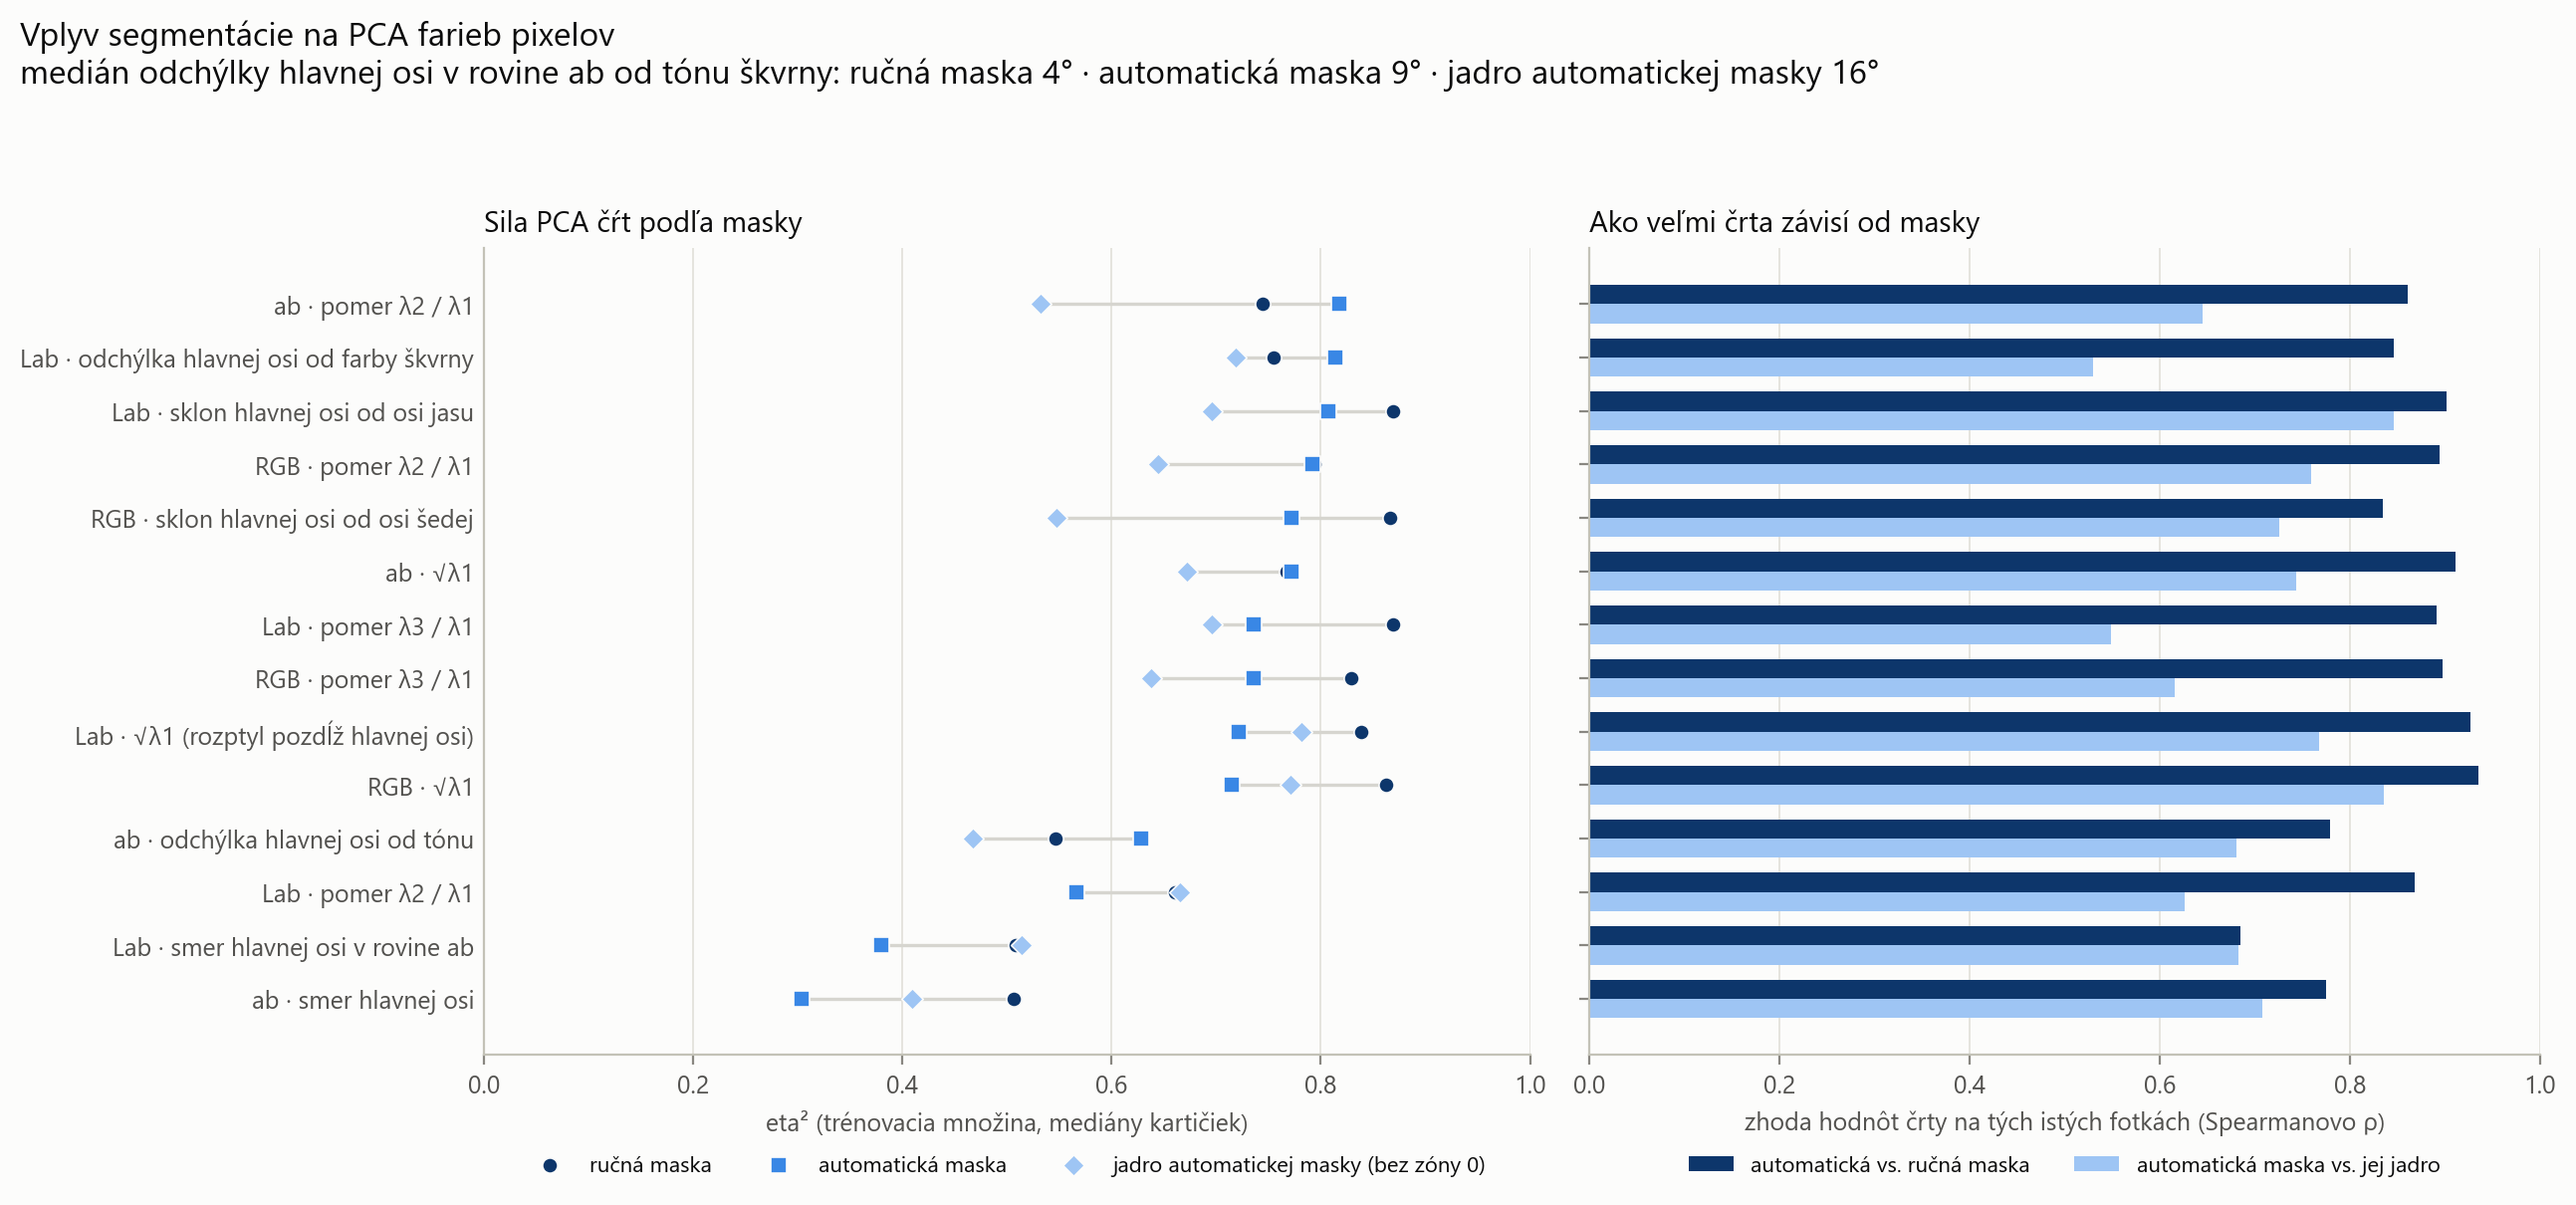 Vplyv segmentácie na PCA farieb pixelov
medián odchýlky hlavnej osi v rovine ab od tónu škvrny: ručná maska 4° · automatická maska 9° · jadro automatickej masky 16°
Sila PCA čŕt podľa masky
ab · pomer λ2 / λ1
Lab · odchýlka hlavnej osi od farby škvrny
Lab · sklon hlavnej osi od osi jasu
RGB · pomer λ2 / λ1
RGB · sklon hlavnej osi od osi šedej
ab · √λ1
Lab · pomer λ3 / λ1
RGB · pomer λ3 / λ1
Lab · √λ1 (rozptyl pozdĺž hlavnej osi)
RGB · √λ1
ab · odchýlka hlavnej osi od tónu
Lab · pomer λ2 / λ1
Lab · smer hlavnej osi v rovine ab
ab · smer hlavnej osi
0.0 0.2 0.4 0.6 0.8 1.0
eta² (trénovacia množina, mediány kartičiek)
ručná maska automatická maska jadro automatickej masky (bez zóny 0)
Ako veľmi črta závisí od masky
0.0 0.2 0.4 0.6 0.8 1.0
zhoda hodnôt črty na tých istých fotkách (Spearmanovo ρ)
automatická vs. ručná maska automatická maska vs. jej jadro